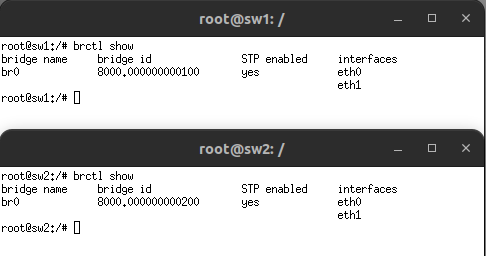 root@sw1: /
root@sw1:/# brctl show
bridge name bridge id STP enabled interfaces
br0 8000.000000000100 yes eth0
eth1
root@sw1:/#
root@sw2: /
root@sw2:/# brctl show
bridge name bridge id STP enabled interfaces
br0 8000.000000000200 yes eth0
eth1
root@sw2:/#